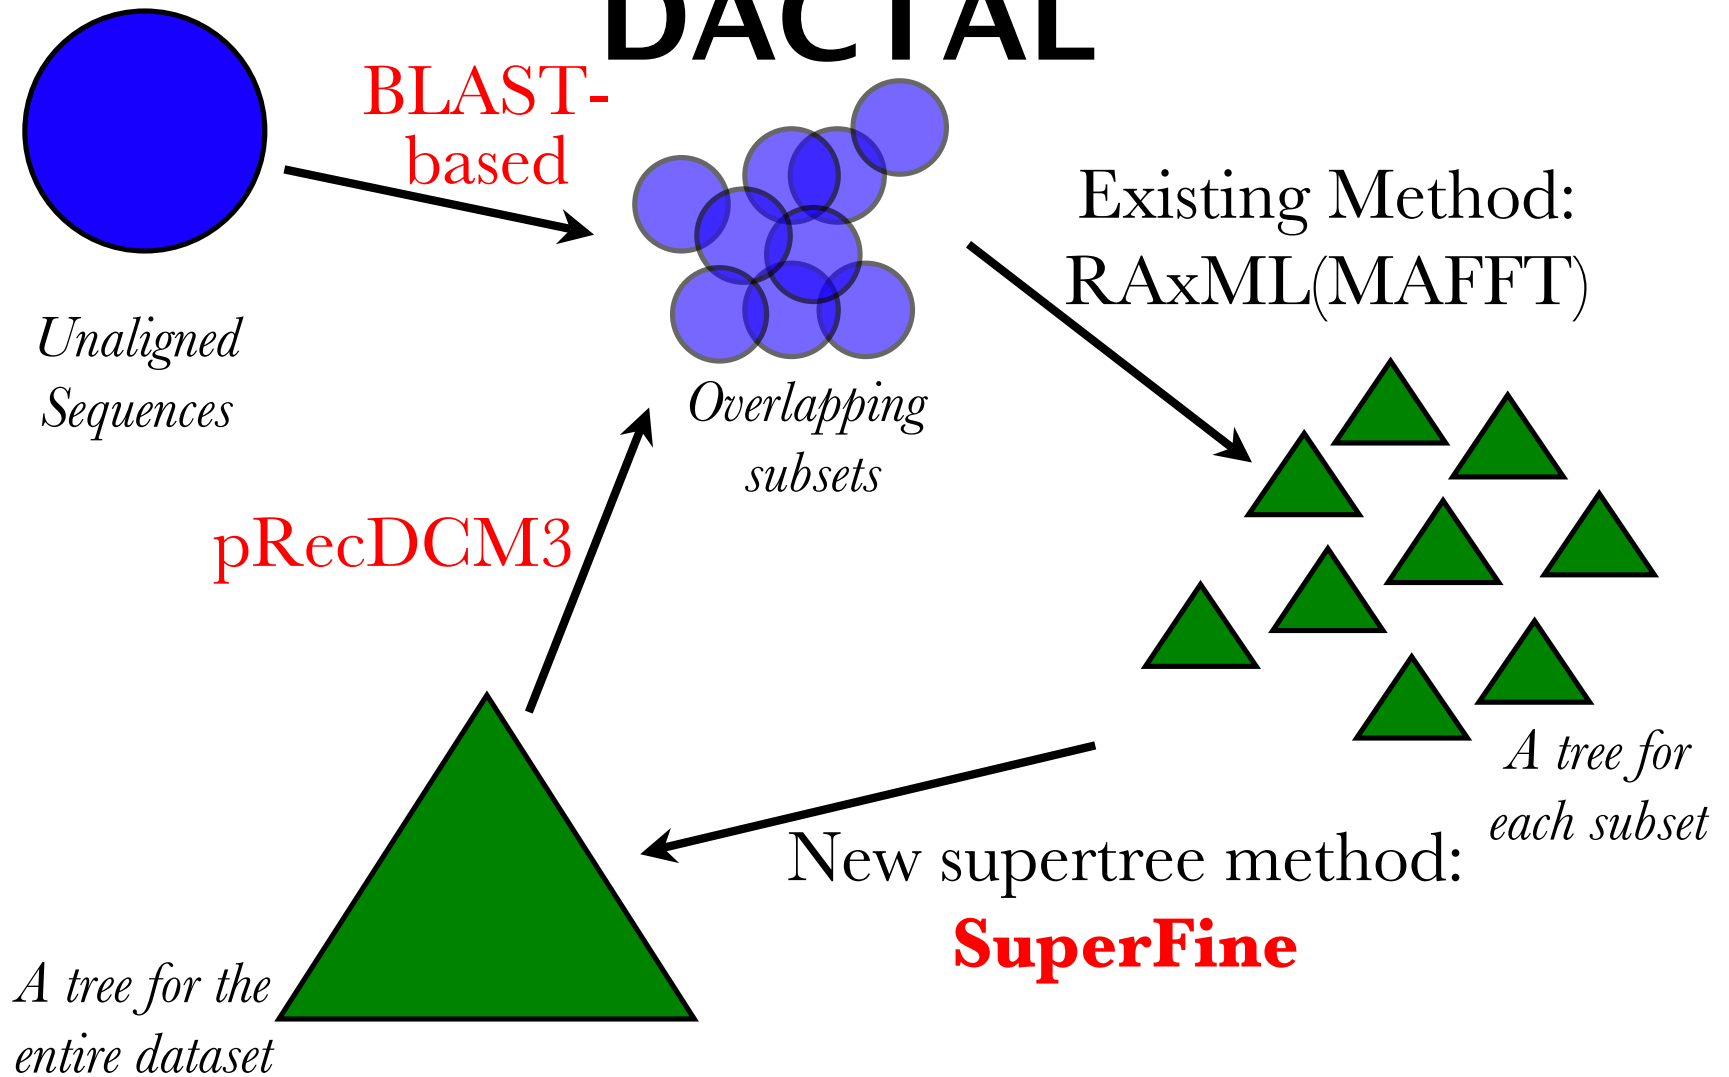 DACTAL
BLAST-
based
Existing Method:
RAxML(MAFFT)
Unaligned
Sequences
Overlapping
subsets
pRecDCM3
A tree for
each subset
New supertree method:
SuperFine
A tree for the
entire dataset